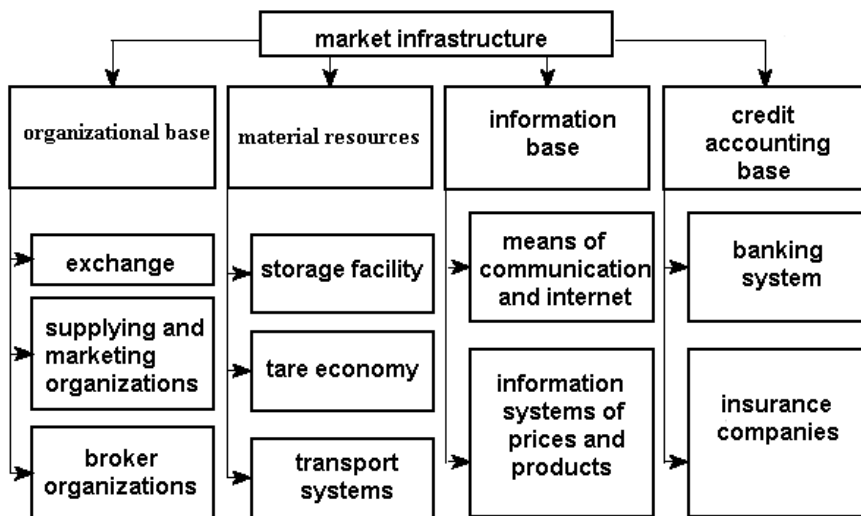 market infrastructure
organizational base
material resources
information
base
credit
accounting
base
exchange
supplying and
marketing
organizations
broker
organizations
storage facility
tare economy
transport
systems
means of
communication
and internet
information
systems of
prices and
products
banking
system
insurance
companies